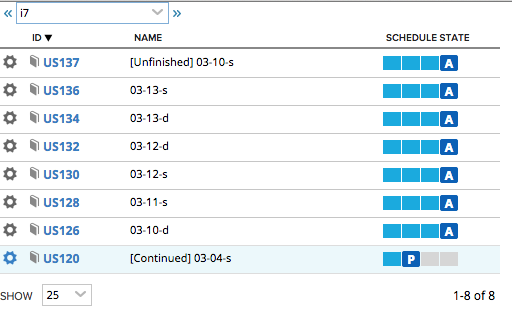 « i7 »
ID ▼ NAME SCHEDULE STATE
US137 [Unfinished] 03-10-s A
US136 03-13-s A
US134 03-13-d A
US132 03-12-d A
US130 03-12-s A
US128 03-11-s A
US126 03-10-d A
US120 [Continued] 03-04-s P
SHOW 25 1-8 of 8